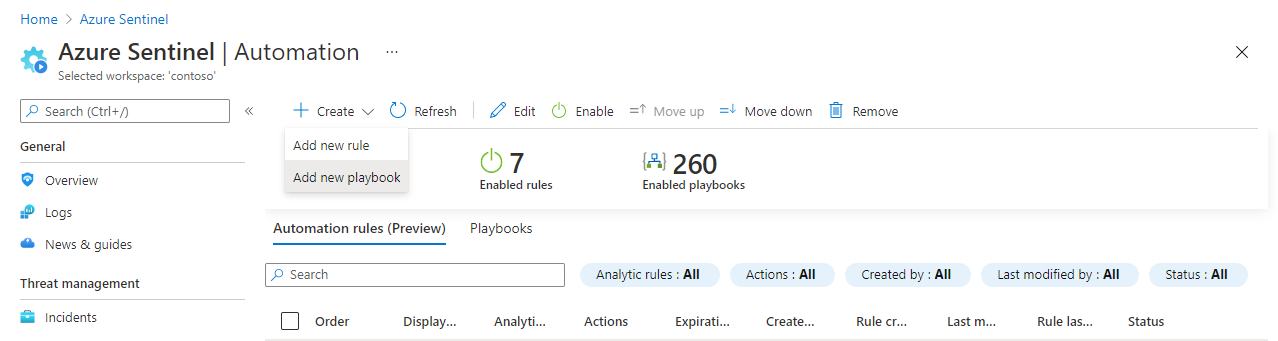 Home > Azure Sentinel
Azure Sentinel | Automation ...
Selected workspace: 'contoso'
Search (Ctrl+/) «
Create Refresh Edit Enable Move up Move down Remove
Add new rule
Add new playbook
7
Enabled rules
260
Enabled playbooks
General
Overview
Logs
News & guides
Threat management
Incidents
Automation rules (Preview) Playbooks
Search Analytic rules : All Actions : All Created by : All Last modified by : All Status : All
Order Display... Analyti... Actions Expirati... Create... Rule cr... Last m... Rule las... Status